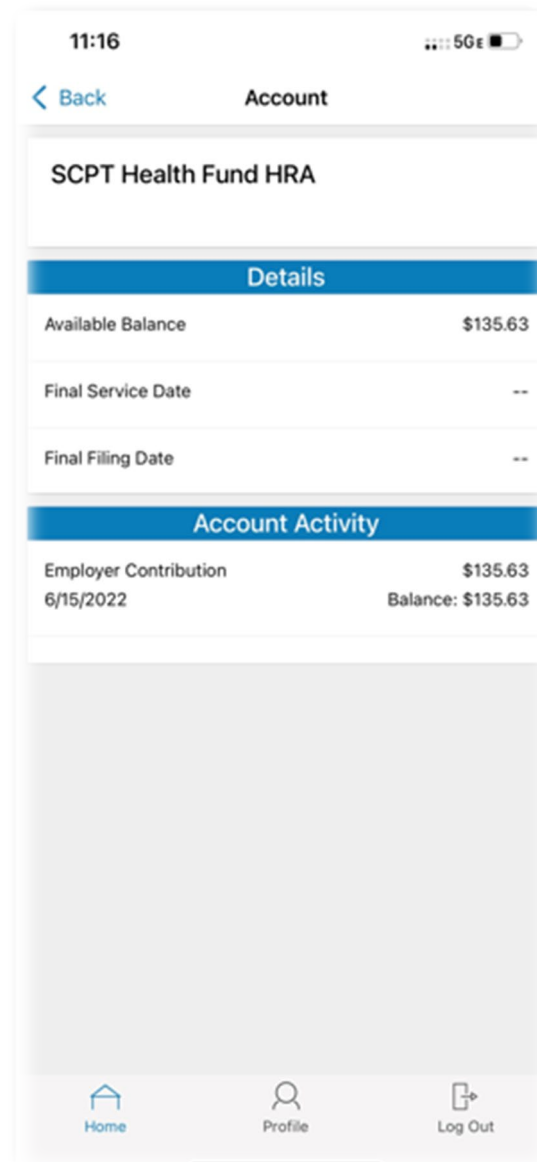 11:16 5GE
Back Account
SCPT Health Fund HRA
Details
Available Balance $135.63
Final Service Date --
Final Filing Date --
Account Activity
Employer Contribution $135.63
6/15/2022 Balance: $135.63
Home Profile Log Out